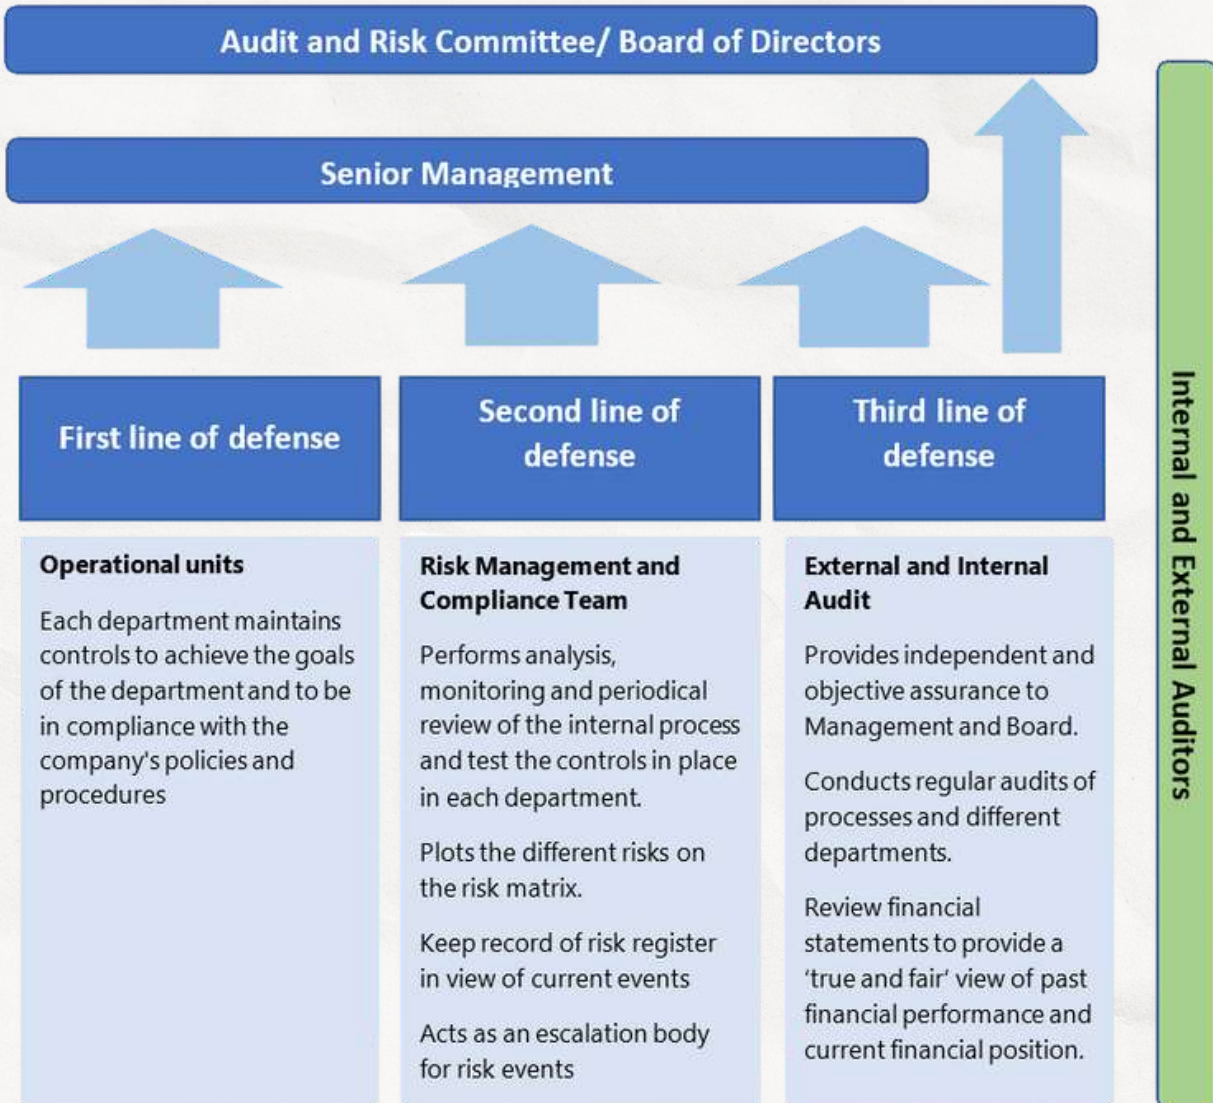 Audit and Risk Committee/ Board of Directors
Senior Management
First line of defense
Second line of
defense
Third line of
defense
Operational units
Each department maintains
controls to achieve the goals
of the department and to be
in compliance with the
company's policies and
procedures
Risk Management and
Compliance Team
Performs analysis,
monitoring and periodical
review of the internal process
and test the controls in place
in each department.
Plots the different risks on
the risk matrix.
Keep record of risk register
in view of current events
Acts as an escalation body
for risk events
External and Internal
Audit
Provides independent and
objective assurance to
Management and Board.
Conducts regular audits of
processes and different
departments.
Review financial
statements to provide a
‘true and fair’ view of past
financial performance and
current financial position.
Internal and External Auditors